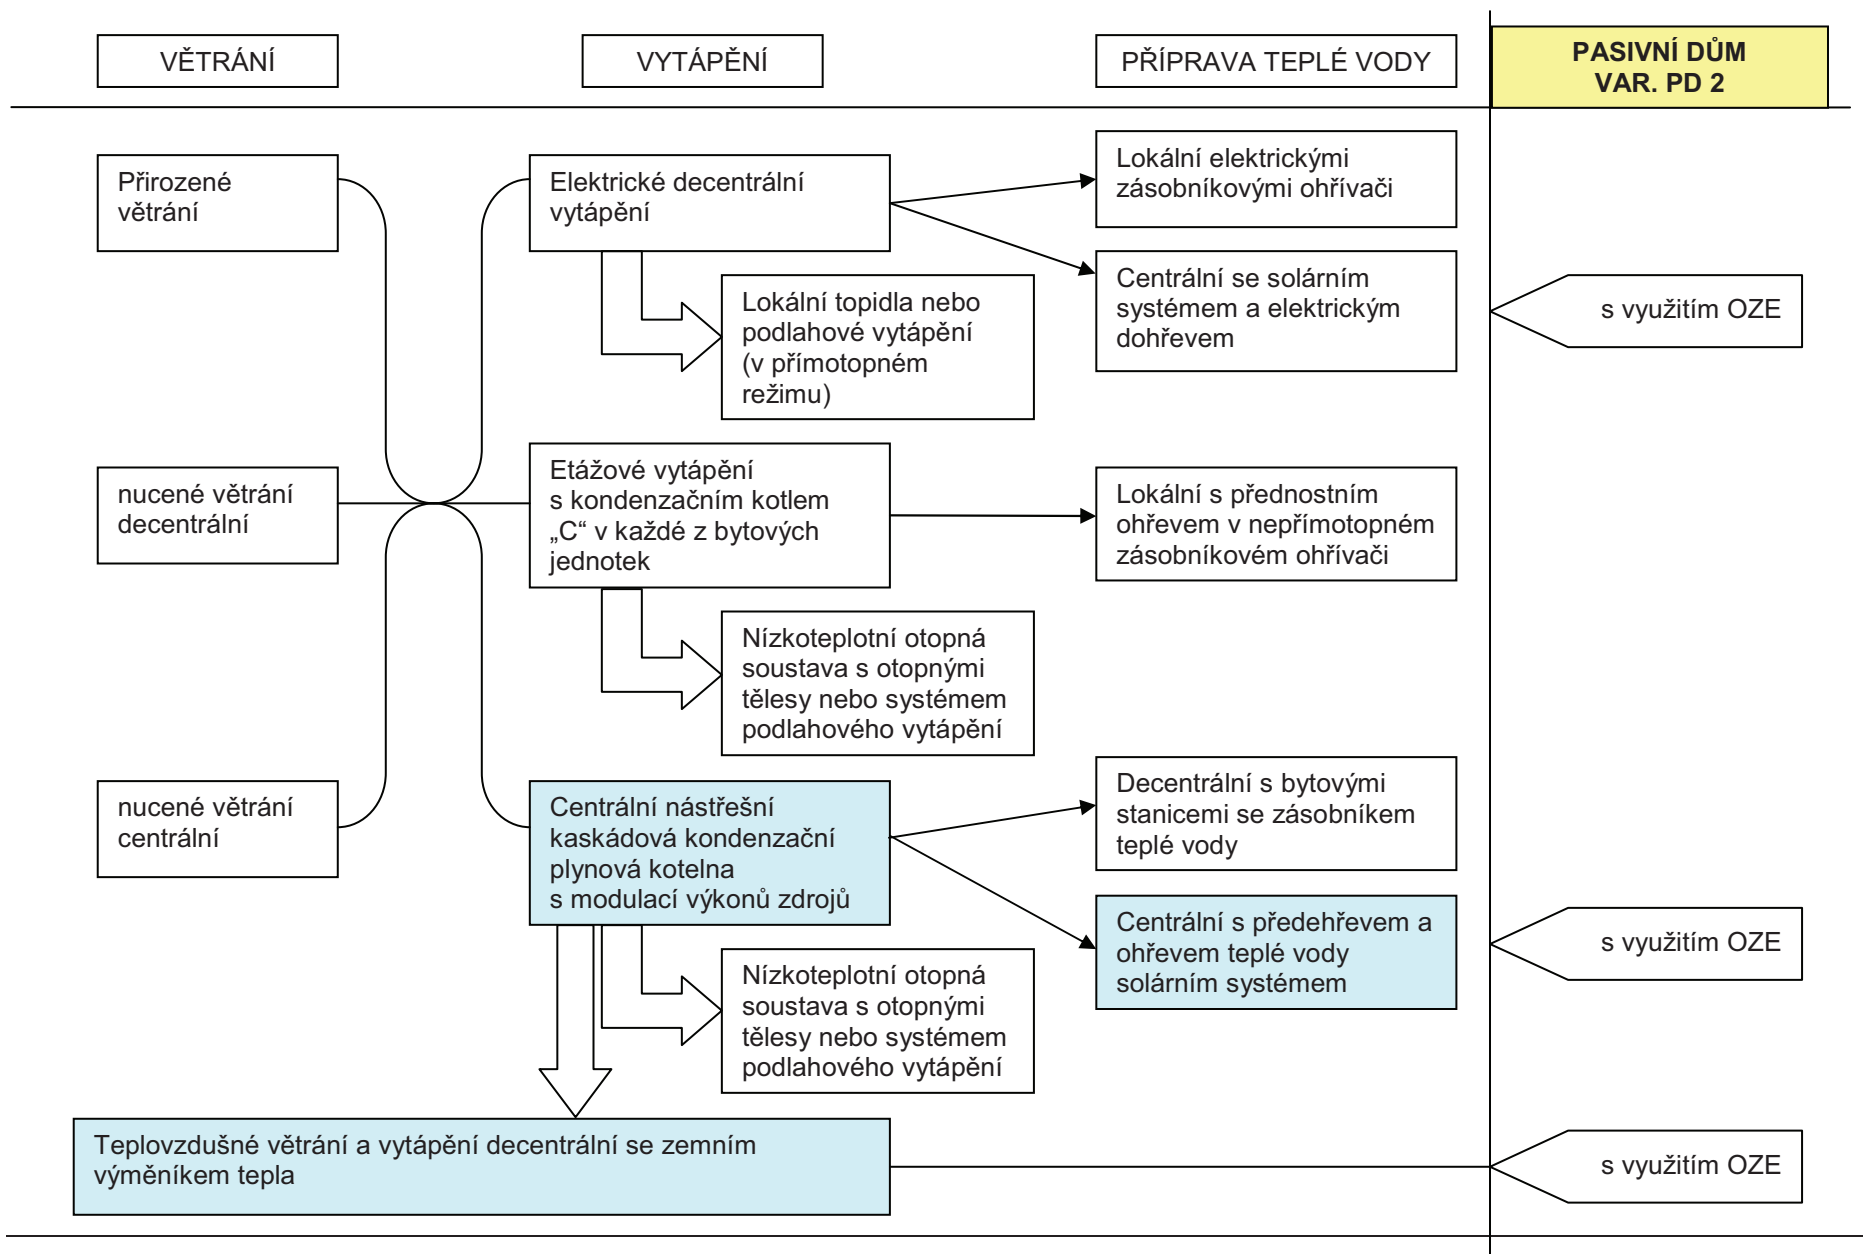 VĚTRÁNÍ
VYTÁPĚNÍ
PŘÍPRAVA TEPLÉ VODY
PASIVNÍ DŮM
VAR. PD 2
Přirozené
větrání
Elektrické decentrální
vytápění
Lokální elektrickými
zásobníkovými ohřívači
Centrální se solárním
systémem a elektrickým
dohřevem
s využitím OZE
Lokální topidla nebo
podlahové vytápění
(v přímotopném
režimu)
nucené větrání
decentrální
Etážové vytápění
s kondenzačním kotlem
„C“ v každé z bytových
jednotek
Lokální s přednostním
ohřevem v nepřímotopném
zásobníkovém ohřívači
Nízkoteplotní otopná
soustava s otopnými
tělesy nebo systémem
podlahového vytápění
nucené větrání
centrální
Centrální nástřešní
kaskádová kondenzační
plynová kotelna
s modulací výkonů zdrojů
Decentrální s bytovými
stanicemi se zásobníkem
teplé vody
Centrální s předehřevem a
ohřevem teplé vody
solárním systémem
s využitím OZE
Nízkoteplotní otopná
soustava s otopnými
tělesy nebo systémem
podlahového vytápění
Teplovzdušné větrání a vytápění decentrální se zemním
výměníkem tepla
s využitím OZE